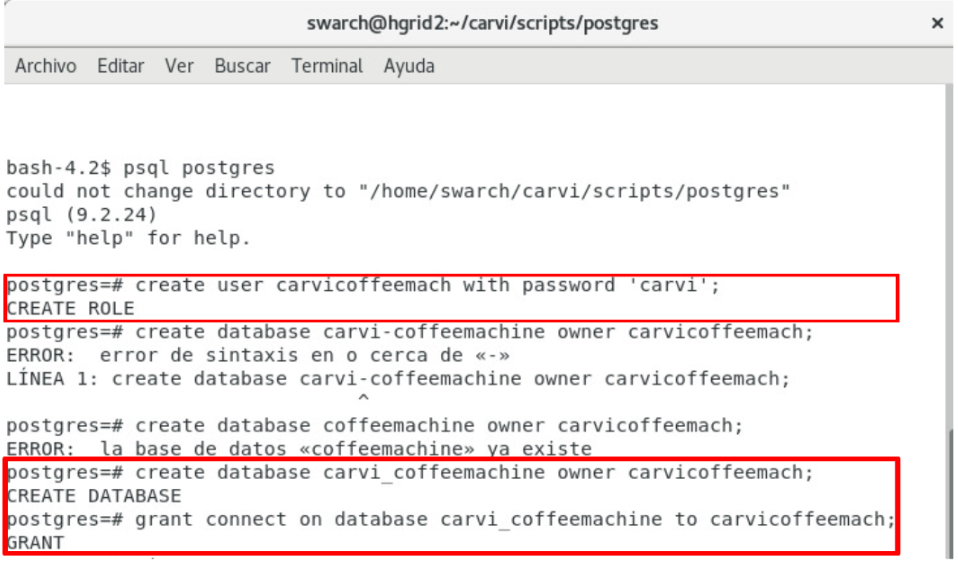 swarch@hgrid2:~/carvi/scripts/postgres ×
Archivo Editar Ver Buscar Terminal Ayuda
bash-4.2$ psql postgres
could not change directory to "/home/swarch/carvi/scripts/postgres"
psql (9.2.24)
Type "help" for help.
postgres=# create user carvicoffeemach with password 'carvi';
CREATE ROLE
postgres=# create database carvi-coffeemachine owner carvicoffeemach;
ERROR:  error de sintaxis en o cerca de «-»
LÍNEA 1: create database carvi-coffeemachine owner carvicoffeemach;
^
postgres=# create database coffeemachine owner carvicoffeemach;
ERROR:  la base de datos «coffeemachine» ya existe
postgres=# create database carvi_coffeemachine owner carvicoffeemach;
CREATE DATABASE
postgres=# grant connect on database carvi_coffeemachine to carvicoffeemach;
GRANT